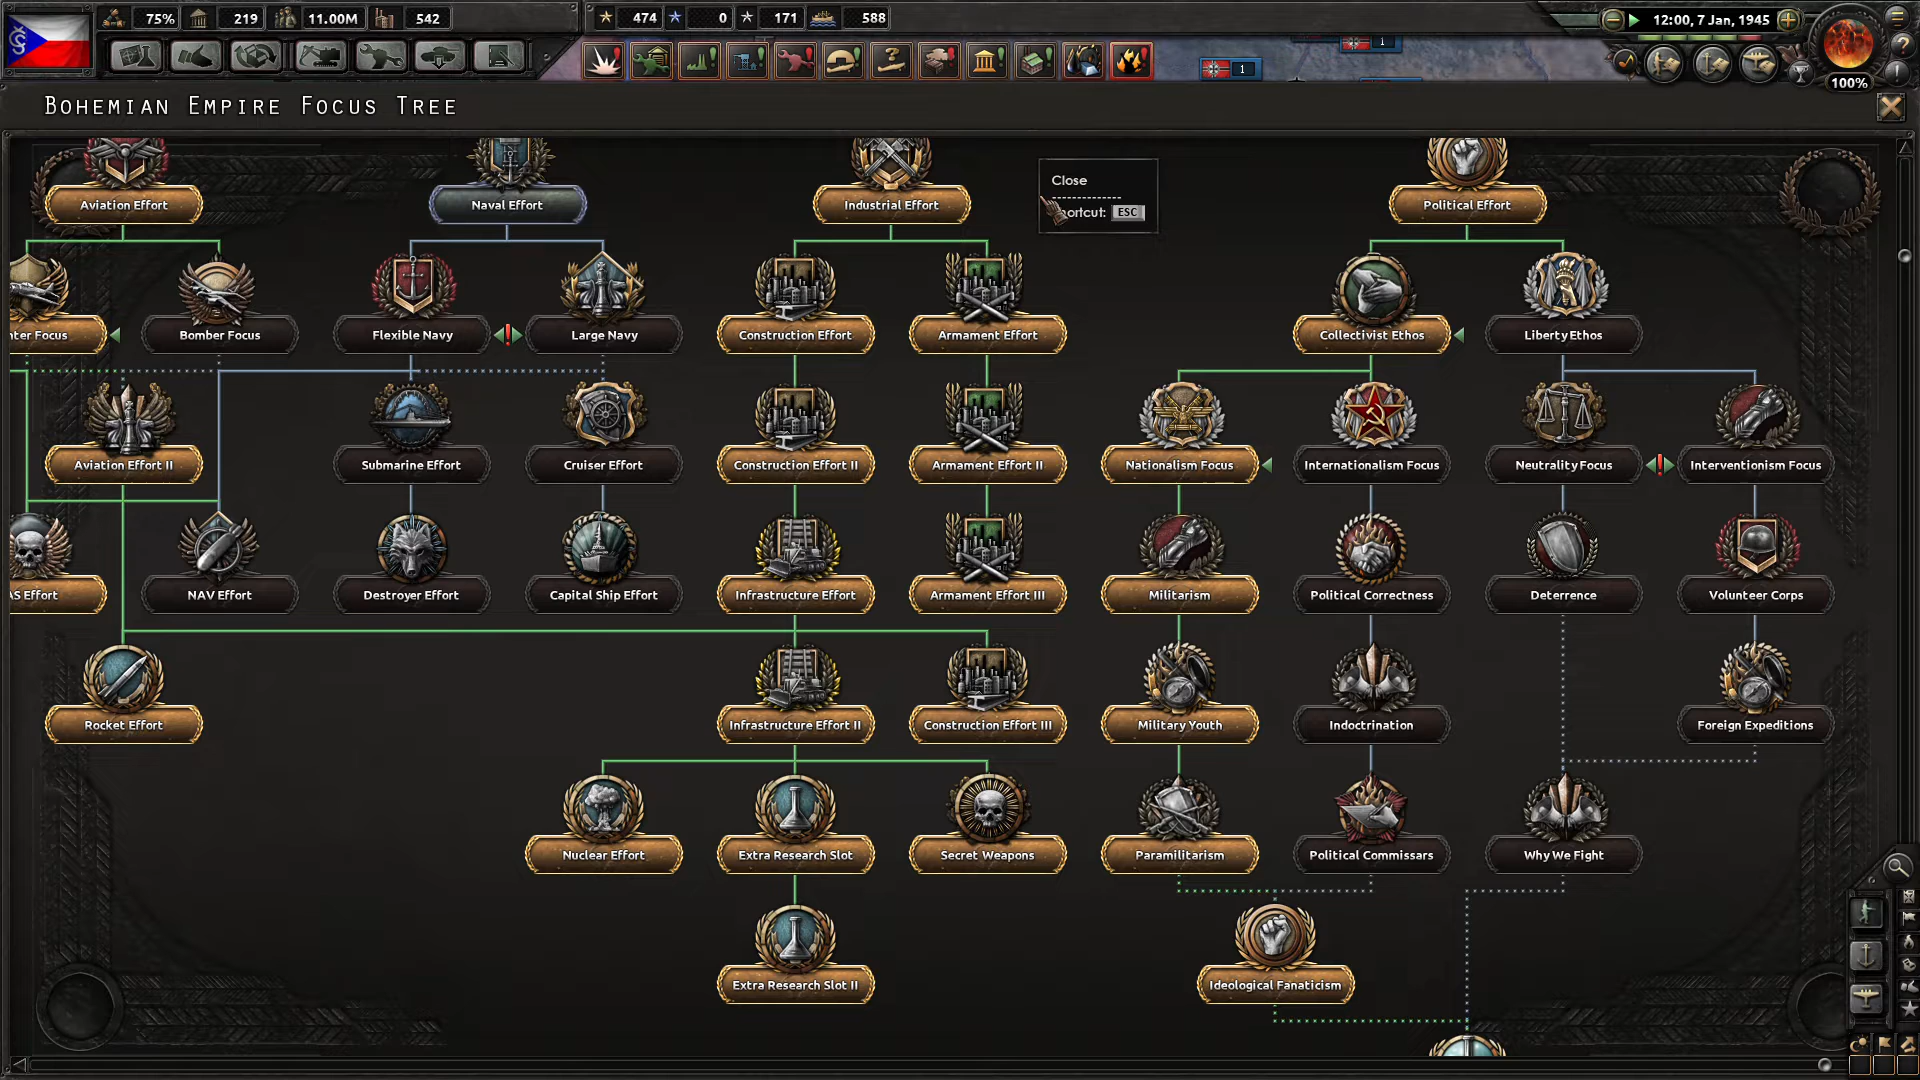 75%
219
11.00M
542
474
0
171
588
12:00, 7 Jan, 1945
1
1
100%
Bohemian Empire Focus Tree
Close
ortcut: ESC
Aviation Effort
Naval Effort
Industrial Effort
Political Effort
nter Focus
Bomber Focus
Flexible Navy
Large Navy
Construction Effort
Armament Effort
Collectivist Ethos
Liberty Ethos
Aviation Effort II
Submarine Effort
Cruiser Effort
Construction Effort II
Armament Effort II
Nationalism Focus
Internationalism Focus
Neutrality Focus
Interventionism Focus
AS Effort
NAV Effort
Destroyer Effort
Capital Ship Effort
Infrastructure Effort
Armament Effort III
Militarism
Political Correctness
Deterrence
Volunteer Corps
Rocket Effort
Infrastructure Effort II
Construction Effort III
Military Youth
Indoctrination
Foreign Expeditions
Nuclear Effort
Extra Research Slot
Secret Weapons
Paramilitarism
Political Commissars
Why We Fight
Extra Research Slot II
Ideological Fanaticism